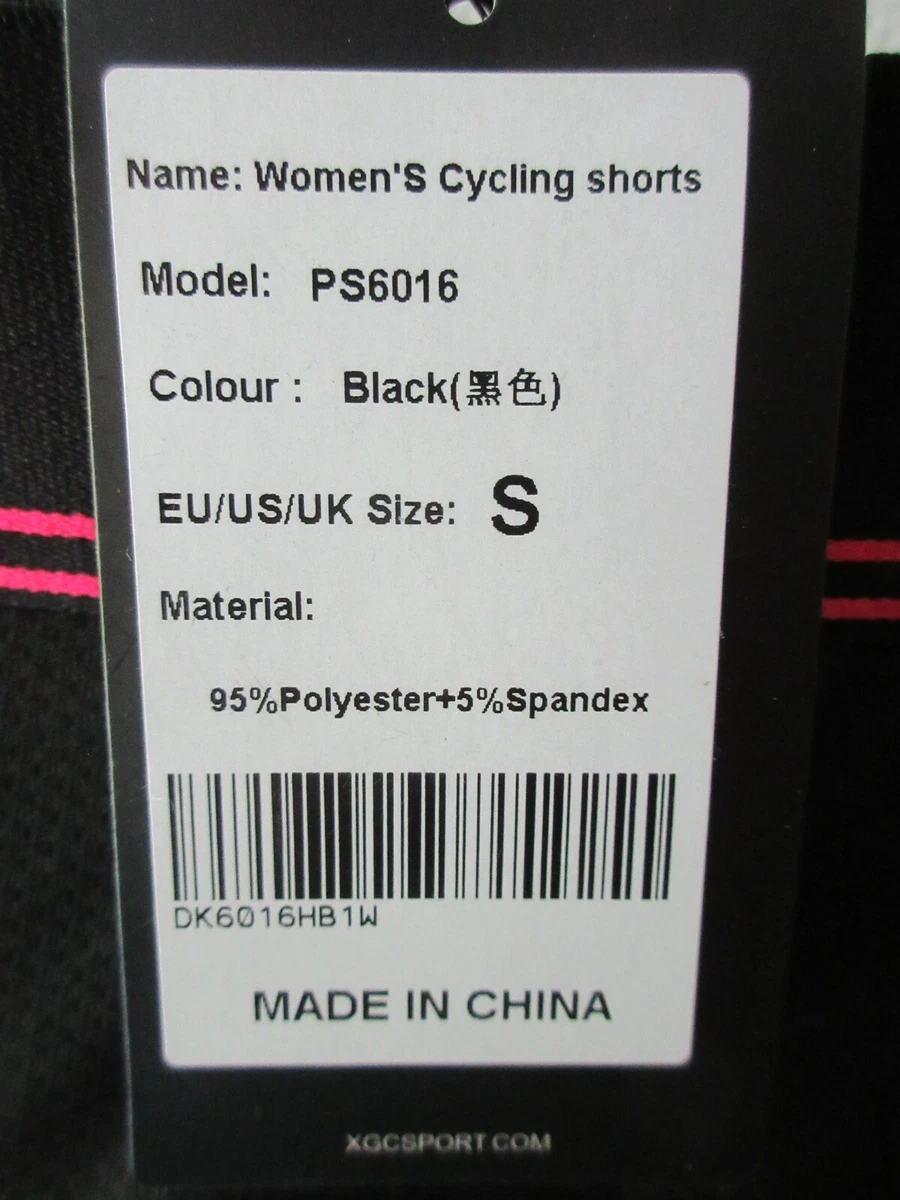 Name: Women'S Cycling shorts
Model: PS6016
Colour : Black(黑色)
EU/US/UK Size: S
Material:
95%Polyester+5%Spandex
DK6016HB1W
MADE IN CHINA
XGCSPORT.COM